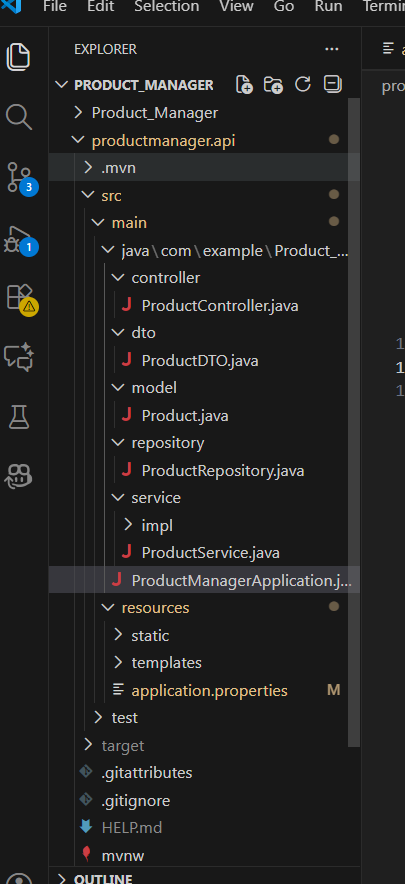 File Edit Selection View Go Run Termin
EXPLORER ...
PRODUCT_MANAGER
Product_Manager
productmanager.api
pro
.mvn
src
3
main
java\com\example\Product_...
1
controller
ProductController.java
dto
1
ProductDTO.java
1
model
1
Product.java
repository
ProductRepository.java
service
impl
ProductService.java
ProductManagerApplication.j...
resources
static
templates
application.properties M
test
target
.gitattributes
.gitignore
HELP.md
mvnw
OUTLINE